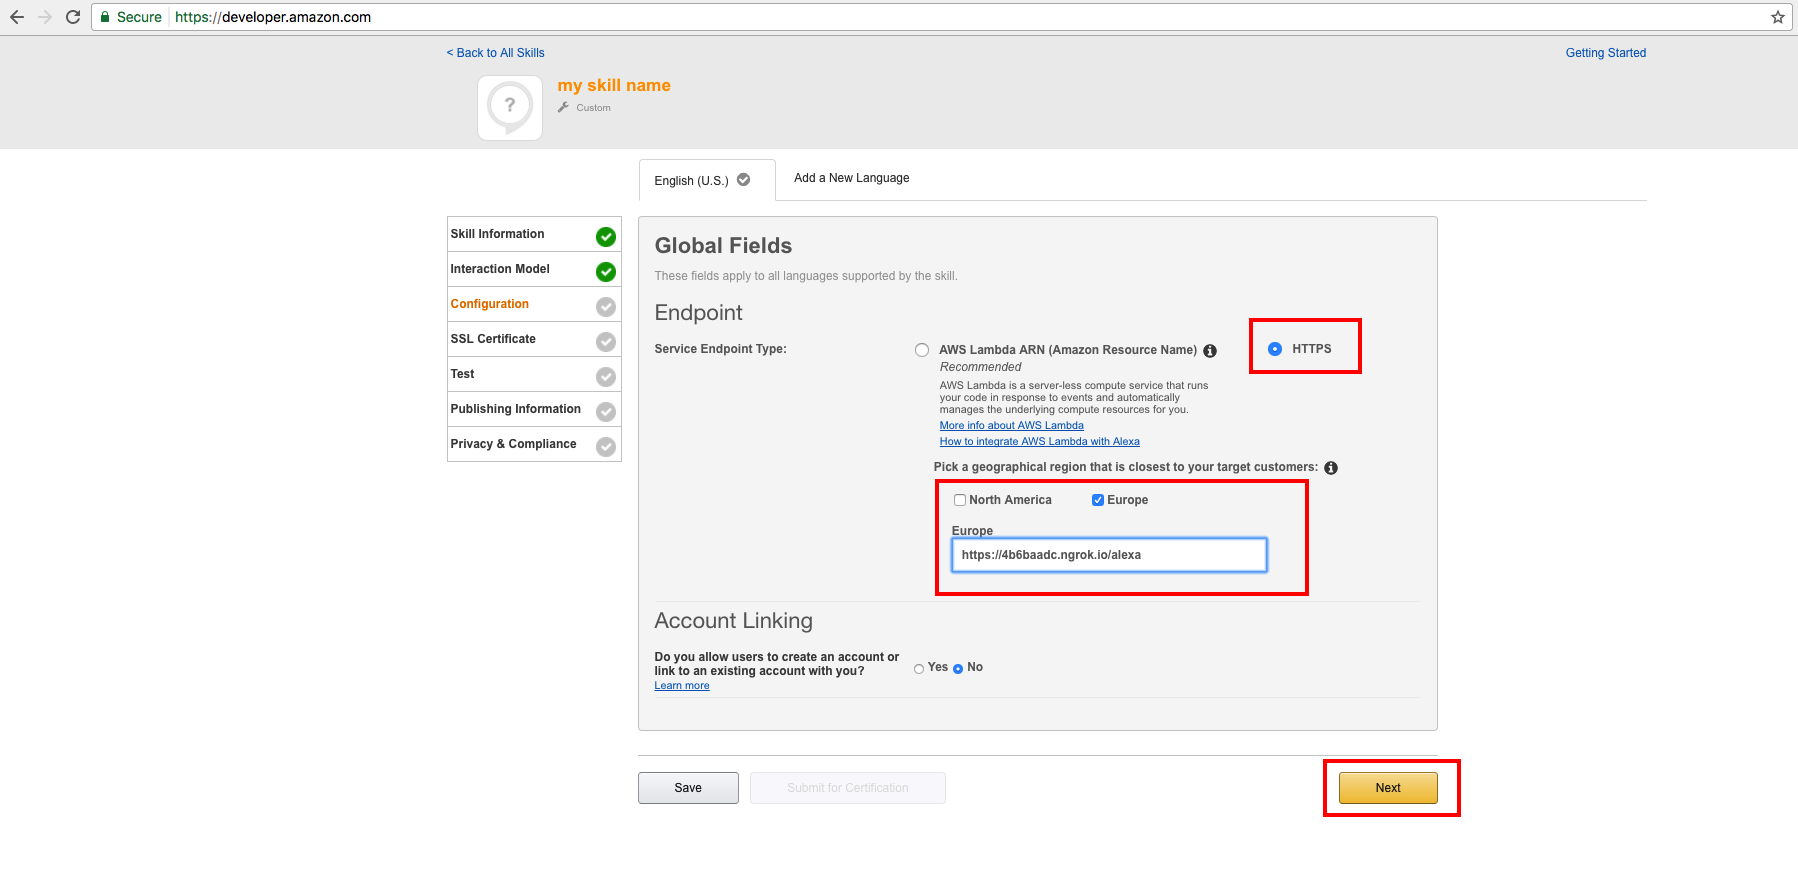 Secure https://developer.amazon.com
< Back to All Skills
Getting Started
?
my skill name
Custom
English (U.S.)
Add a New Language
Skill Information
Interaction Model
Configuration
SSL Certificate
Test
Publishing Information
Privacy & Compliance
Global Fields
These fields apply to all languages supported by the skill.
Endpoint
Service Endpoint Type:
AWS Lambda ARN (Amazon Resource Name)
HTTPS
Recommended
AWS Lambda is a server-less compute service that runs
your code in response to events and automatically
manages the underlying compute resources for you.
More info about AWS Lambda
How to integrate AWS Lambda with Alexa
Pick a geographical region that is closest to your target customers:
North America Europe
Europe
https://4b6baadc.ngrok.io/alexa
Account Linking
Do you allow users to create an account or
link to an existing account with you?
Yes No
Learn more
Save
Submit for Certification
Next